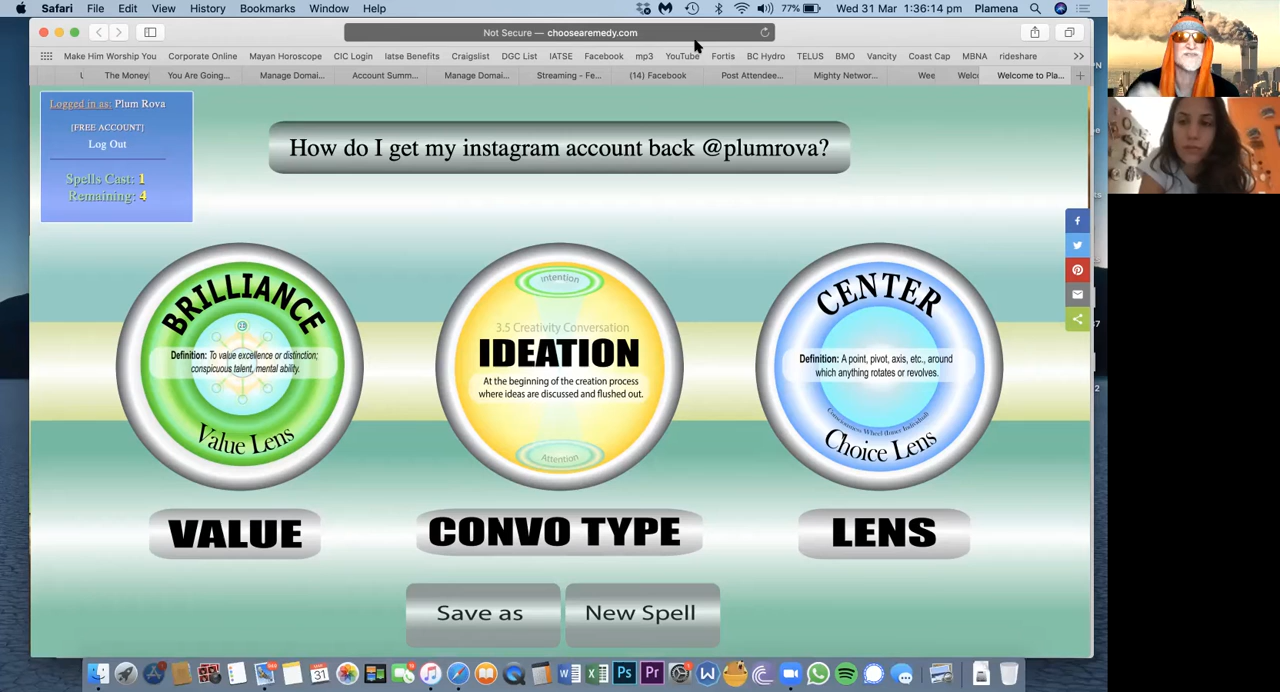 Safari File Edit View History Bookmarks Window Help 77% Wed 31 Mar 1:36:14 pm Plamena
Not Secure — choosearemedy.com
Make Him Worship You Corporate Online Mayan Horoscope CIC Login Iatse Benefits Craigslist DGC List IATSE Facebook mp3 YouTube Fortis BC Hydro TELUS BMO Vancity Coast Cap MBNA rideshare
The Money You Are Going... Manage Domai... Account Summ... Manage Domai... Streaming - Fe... (14) Facebook Post Attendee... Mighty Networ... Wee Welc Welcome to Pla...
Logged in as: Plum Rova
[FREE ACCOUNT]
Log Out
Spells Cast: 1
Remaining: 4
How do I get my instagram account back @plumrova?
BRILLIANCE
Definition: To value excellence or distinction;
conspicuous talent, mental ability.
Value Lens
Intention
3.5 Creativity Conversation
IDEATION
At the beginning of the creation process
where ideas are discussed and flushed out.
Attention
CENTER
Definition: A point, pivot, axis, etc., around
which anything rotates or revolves.
Consciousness Wheel (Inner Individual)
Choice Lens
VALUE
CONVO TYPE
LENS
Save as
New Spell